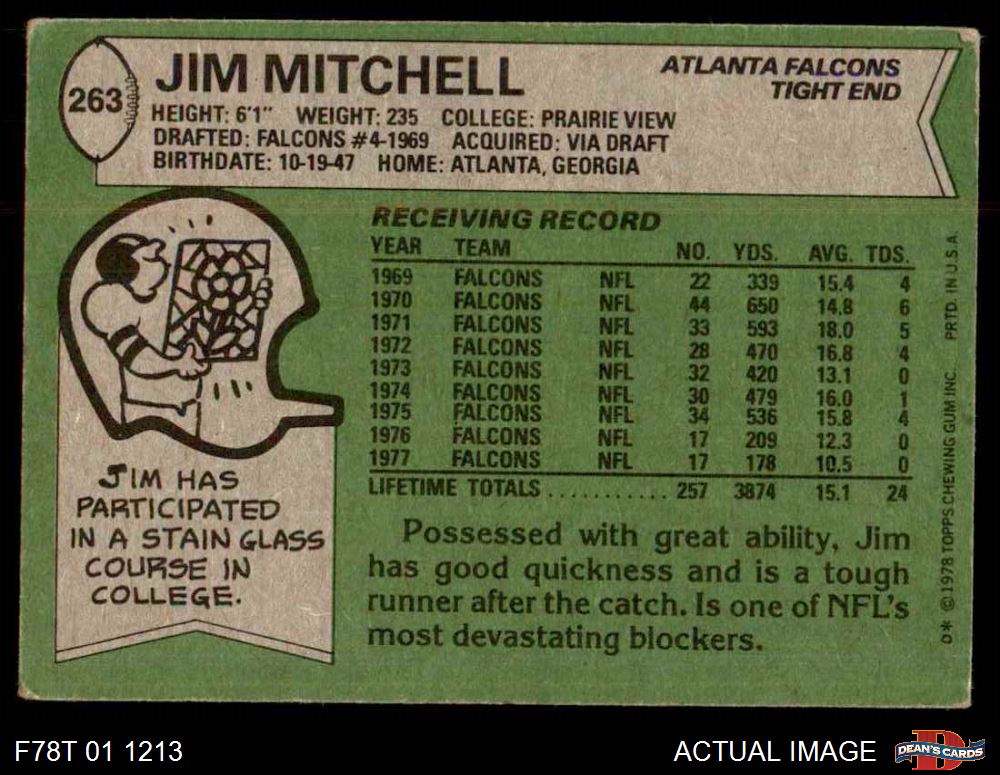 263
JIM MITCHELL
ATLANTA FALCONS
TIGHT END
HEIGHT: 6'1" WEIGHT: 235 COLLEGE: PRAIRIE VIEW
DRAFTED: FALCONS #4-1969 ACQUIRED: VIA DRAFT
BIRTHDATE: 10-19-47 HOME: ATLANTA, GEORGIA
RECEIVING RECORD
YEAR TEAM NO. YDS. AVG. TDS.
1969 FALCONS NFL 22 339 15.4 4
1970 FALCONS NFL 44 650 14.8 6
1971 FALCONS NFL 33 593 18.0 5
1972 FALCONS NFL 28 470 16.8 4
1973 FALCONS NFL 32 420 13.1 0
1974 FALCONS NFL 30 479 16.0 1
1975 FALCONS NFL 34 536 15.8 4
1976 FALCONS NFL 17 209 12.3 0
1977 FALCONS NFL 17 178 10.5 0
LIFETIME TOTALS ........... 257 3874 15.1 24
JIM HAS
PARTICIPATED
IN A STAIN GLASS
COURSE IN
COLLEGE.
Possessed with great ability, Jim
has good quickness and is a tough
runner after the catch. Is one of NFL's
most devastating blockers.
D* © 1978 TOPPS CHEWING GUM INC. PRTD. IN U.S.A.
F78T 01 1213
ACTUAL IMAGE
DEAN'S CARDS